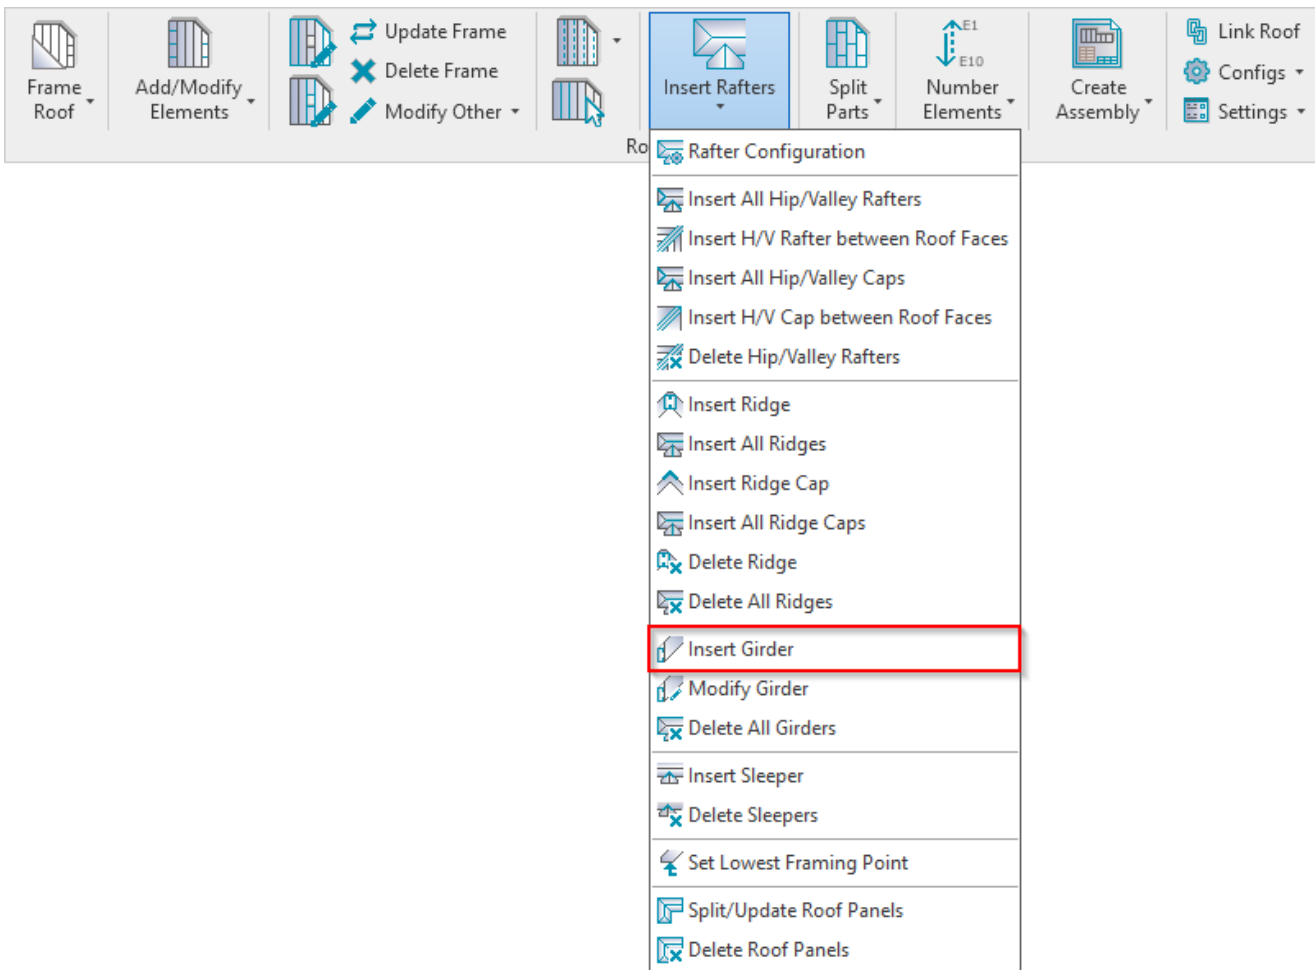 Frame
Roof
Add/Modify
Elements
Update Frame
Delete Frame
Modify Other
Insert Rafters
Split
Parts
E1
E10
Number
Elements
Create
Assembly
Link Roof
Configs
Settings
Ro
Rafter Configuration
Insert All Hip/Valley Rafters
Insert H/V Rafter between Roof Faces
Insert All Hip/Valley Caps
Insert H/V Cap between Roof Faces
Delete Hip/Valley Rafters
Insert Ridge
Insert All Ridges
Insert Ridge Cap
Insert All Ridge Caps
Delete Ridge
Delete All Ridges
Insert Girder
Modify Girder
Delete All Girders
Insert Sleeper
Delete Sleepers
Set Lowest Framing Point
Split/Update Roof Panels
Delete Roof Panels